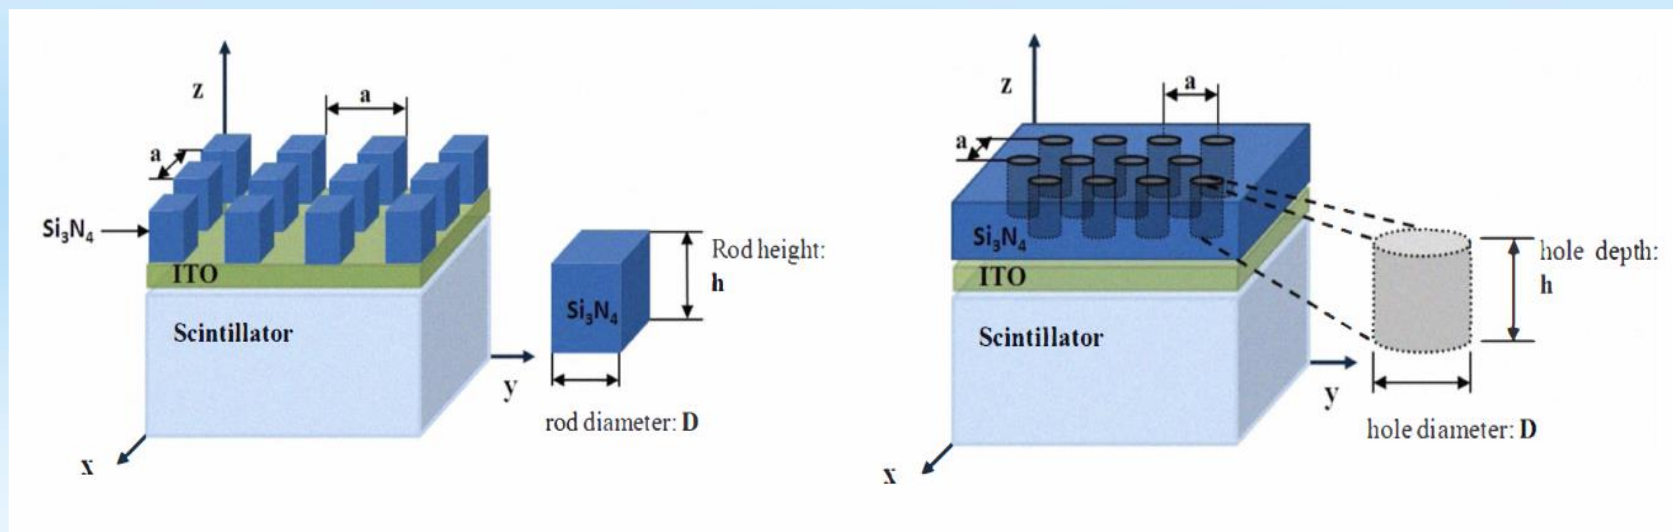 z
a
a
Si₃N₄
ITO
Scintillator
x
y
Si₃N₄
Rod height:
h
rod diameter: D
z
a
a
Si₃N₄
ITO
Scintillator
x
y
hole depth:
h
hole diameter: D